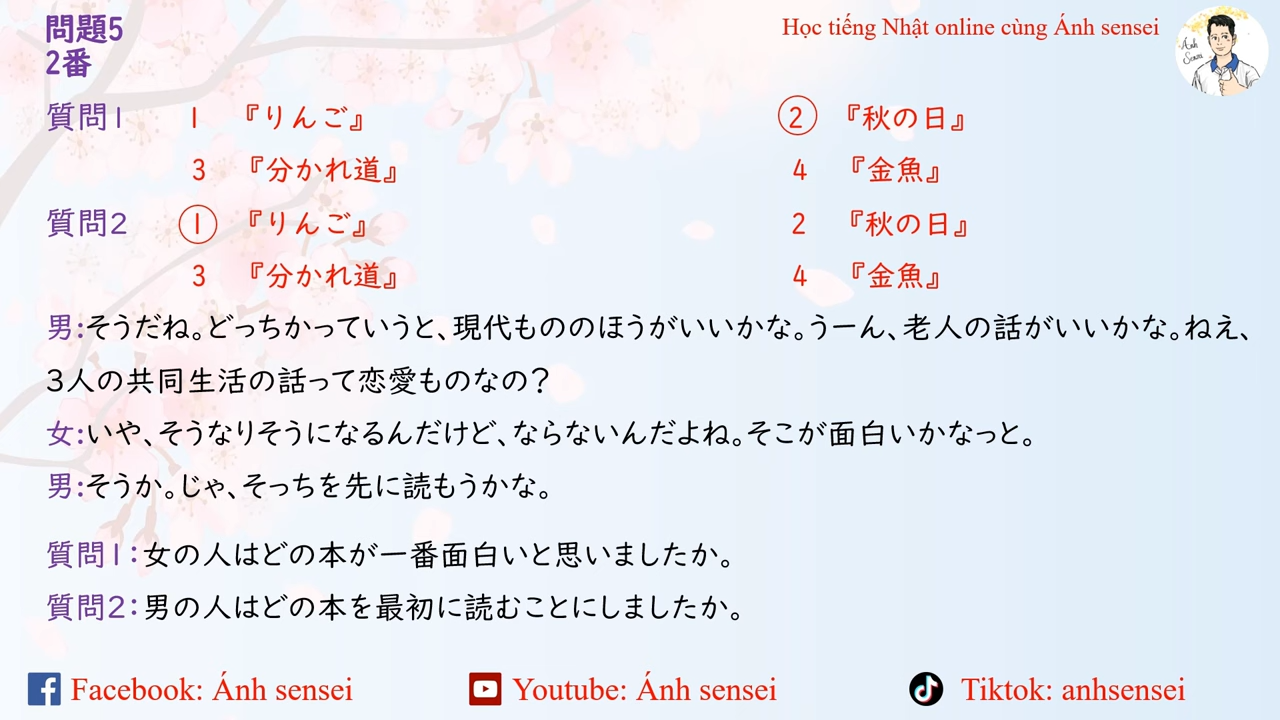 問題5
2番
Học tiếng Nhật online cùng Ánh sensei
Ánh Sensei
質問1 1 『りんご』 2 『秋の日』
3 『分かれ道』 4 『金魚』
質問2 1 『りんご』 2 『秋の日』
3 『分かれ道』 4 『金魚』
男:そうだね。どっちかっていうと、現代もののほうがいいかな。うーん、老人の話がいいかな。ねえ、
3人の共同生活の話って恋愛ものなの?
女:いや、そうなりそうになるんだけど、ならないんだよね。そこが面白いかなっと。
男:そうか。じゃ、そっちを先に読もうかな。
質問1:女の人はどの本が一番面白いと思いましたか。
質問2:男の人はどの本を最初に読むことにしましたか。
Facebook: Ánh sensei Youtube: Ánh sensei Tiktok: anhsensei